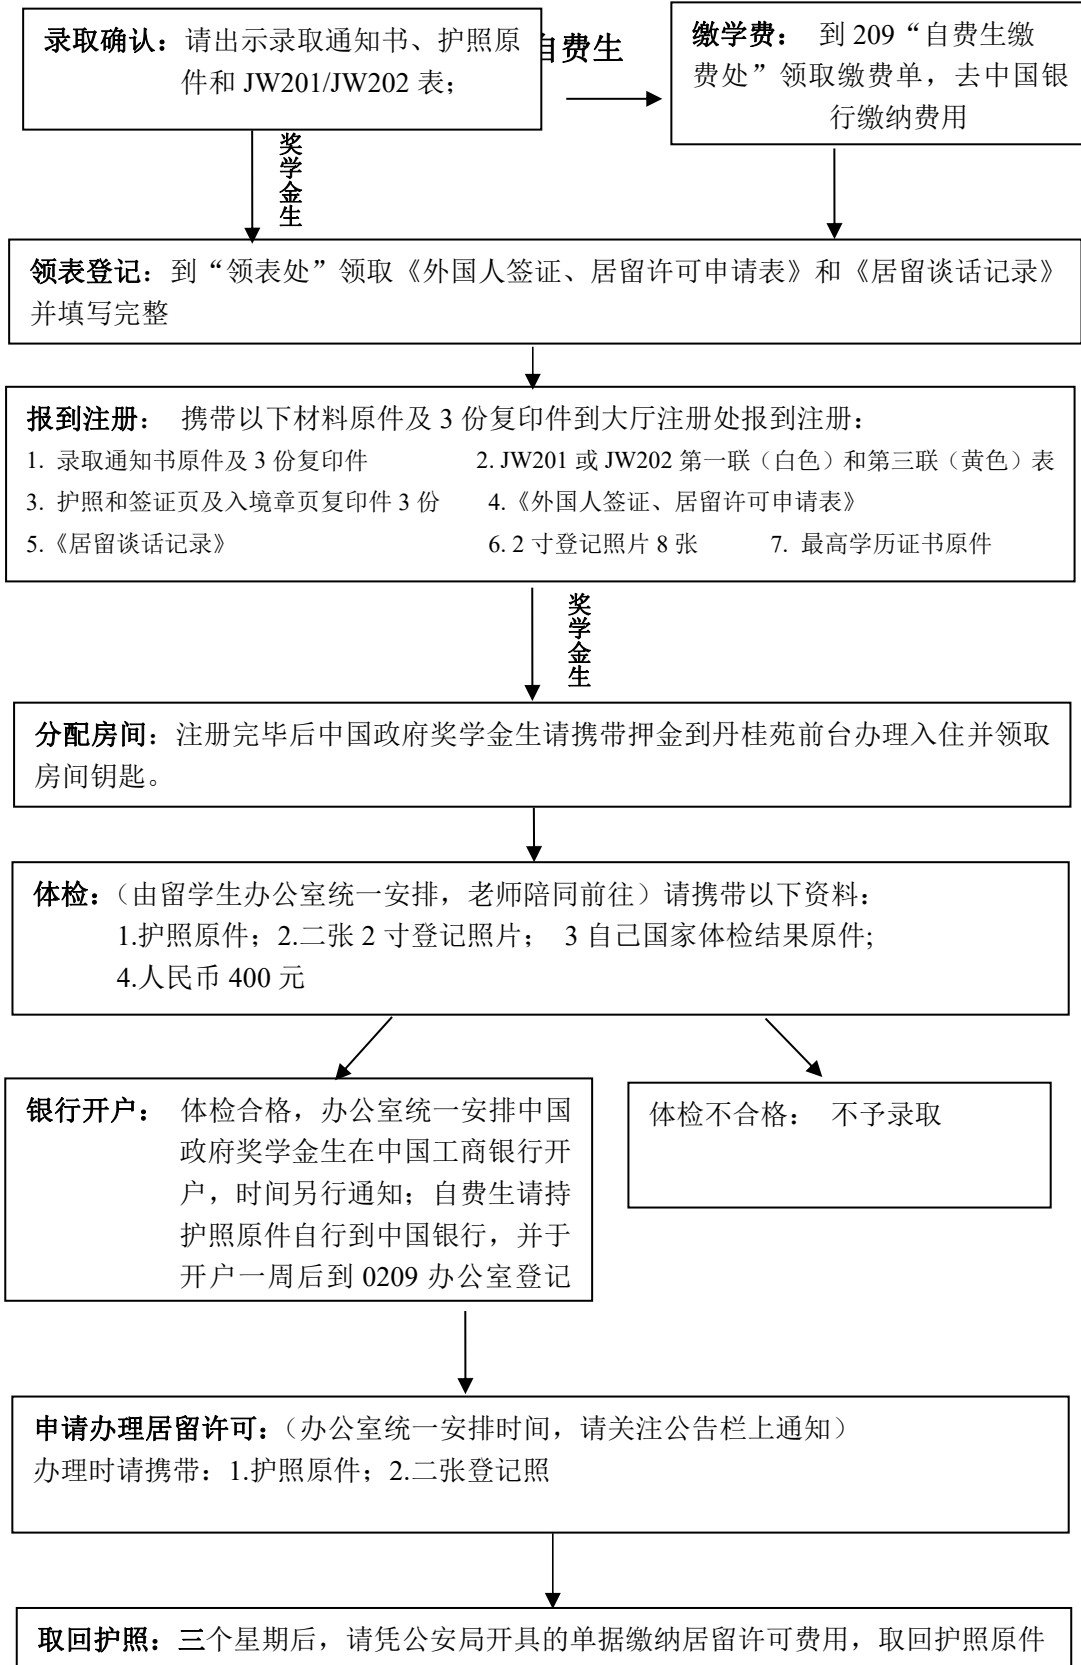 录取确认：请出示录取通知书、护照原
件和 JW201/JW202 表；
自费生
缴学费： 到 209“自费生缴
费处”领取缴费单，去中国银
行缴纳费用
奖学金生
领表登记：到“领表处”领取《外国人签证、居留许可申请表》和《居留谈话记录》
并填写完整
报到注册： 携带以下材料原件及 3 份复印件到大厅注册处报到注册：
1. 录取通知书原件及 3 份复印件 2. JW201 或 JW202 第一联（白色）和第三联（黄色）表
3. 护照和签证页及入境章页复印件 3 份 4.《外国人签证、居留许可申请表》
5.《居留谈话记录》 6. 2 寸登记照片 8 张 7. 最高学历证书原件
奖学金生
分配房间：注册完毕后中国政府奖学金生请携带押金到丹桂苑前台办理入住并领取
房间钥匙。
体检：（由留学生办公室统一安排，老师陪同前往）请携带以下资料：
1.护照原件；2.二张 2 寸登记照片； 3 自己国家体检结果原件;
4.人民币 400 元
银行开户： 体检合格，办公室统一安排中国
政府奖学金生在中国工商银行开
户，时间另行通知；自费生请持
护照原件自行到中国银行，并于
开户一周后到 0209 办公室登记
体检不合格： 不予录取
申请办理居留许可：（办公室统一安排时间，请关注公告栏上通知）
办理时请携带：1.护照原件；2.二张登记照
取回护照：三个星期后，请凭公安局开具的单据缴纳居留许可费用，取回护照原件